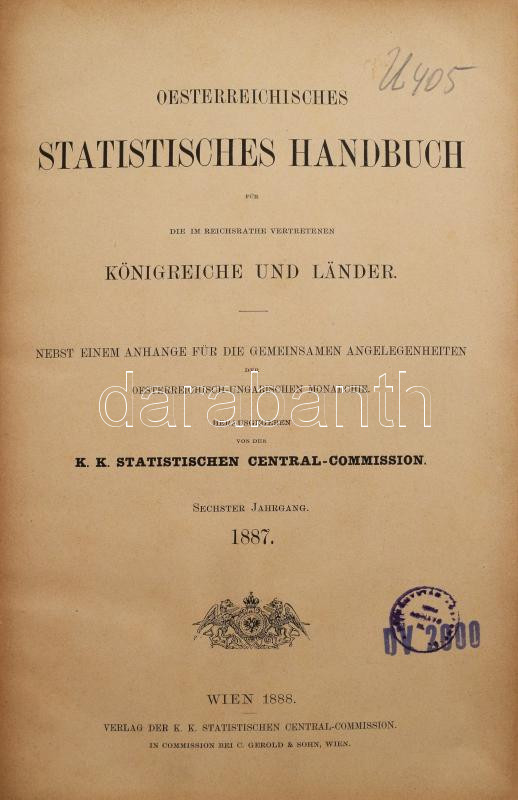 U 405
OESTERREICHISCHES
STATISTISCHES HANDBUCH
FÜR
DIE IM REICHSRATHE VERTRETENEN
KÖNIGREICHE UND LÄNDER.
NEBST EINEM ANHANGE FÜR DIE GEMEINSAMEN ANGELEGENHEITEN
DER
OESTERREICHISCH-UNGARISCHEN MONARCHIE.
darabanth
HERAUSGEGEBEN
VON DER
K. K. STATISTISCHEN CENTRAL-COMMISSION.
SECHSTER JAHRGANG.
1887.
DV 2000
WIEN 1888.
VERLAG DER K. K. STATISTISCHEN CENTRAL-COMMISSION.
IN COMMISSION BEI C. GEROLD & SOHN, WIEN.